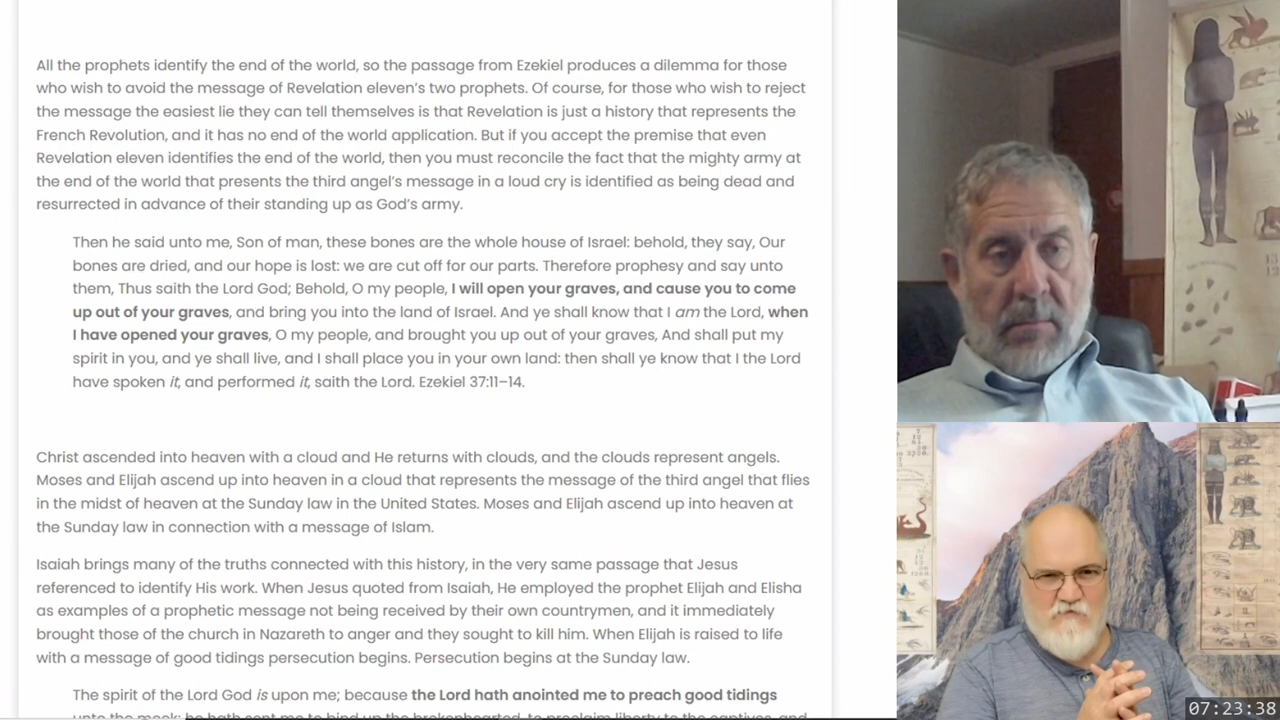 All the prophets identify the end of the world, so the passage from Ezekiel produces a dilemma for those
who wish to avoid the message of Revelation eleven’s two prophets. Of course, for those who wish to reject
the message the easiest lie they can tell themselves is that Revelation is just a history that represents the
French Revolution, and it has no end of the world application. But if you accept the premise that even
Revelation eleven identifies the end of the world, then you must reconcile the fact that the mighty army at
the end of the world that presents the third angel’s message in a loud cry is identified as being dead and
resurrected in advance of their standing up as God’s army.
Then he said unto me, Son of man, these bones are the whole house of Israel: behold, they say, Our
bones are dried, and our hope is lost: we are cut off for our parts. Therefore prophesy and say unto
them, Thus saith the Lord God; Behold, O my people, I will open your graves, and cause you to come
up out of your graves, and bring you into the land of Israel. And ye shall know that I am the Lord, when
I have opened your graves, O my people, and brought you up out of your graves, And shall put my
spirit in you, and ye shall live, and I shall place you in your own land: then shall ye know that I the Lord
have spoken it, and performed it, saith the Lord. Ezekiel 37:11–14.
Christ ascended into heaven with a cloud and He returns with clouds, and the clouds represent angels.
Moses and Elijah ascend up into heaven in a cloud that represents the message of the third angel that flies
in the midst of heaven at the Sunday law in the United States. Moses and Elijah ascend up into heaven at
the Sunday law in connection with a message of Islam.
Isaiah brings many of the truths connected with this history, in the very same passage that Jesus
referenced to identify His work. When Jesus quoted from Isaiah, He employed the prophet Elijah and Elisha
as examples of a prophetic message not being received by their own countrymen, and it immediately
brought those of the church in Nazareth to anger and they sought to kill him. When Elijah is raised to life
with a message of good tidings persecution begins. Persecution begins at the Sunday law.
The spirit of the Lord God is upon me; because the Lord hath anointed me to preach good tidings
unto the meek; he hath sent me to bind up the brokenhearted, to proclaim liberty to the captives, and
07:23:38